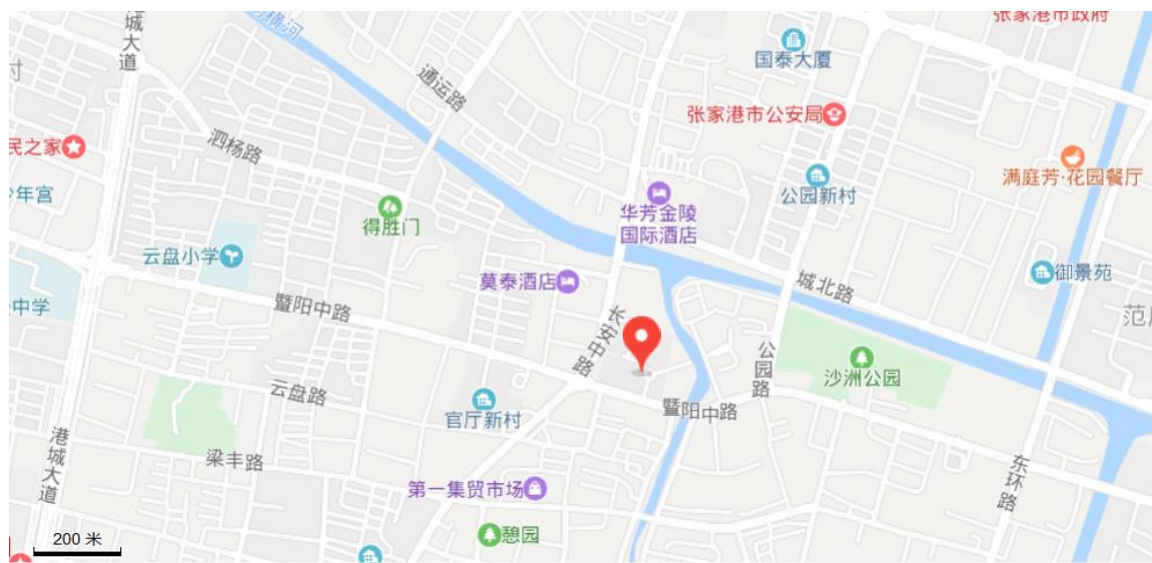 张家港市政府
港城大道
横河
国泰大厦
通运路
村
张家港市公安局
泗杨路
民之家
满庭芳·花园餐厅
年宫
公园新村
华芳金陵
国际酒店
得胜门
云盘小学
莫泰酒店
御景苑
城北路
中学
暨阳中路
长安中路
范
公园路
沙洲公园
云盘路
官厅新村
暨阳中路
梁丰路
港城大道
东环路
第一集贸市场
憩园
200 米